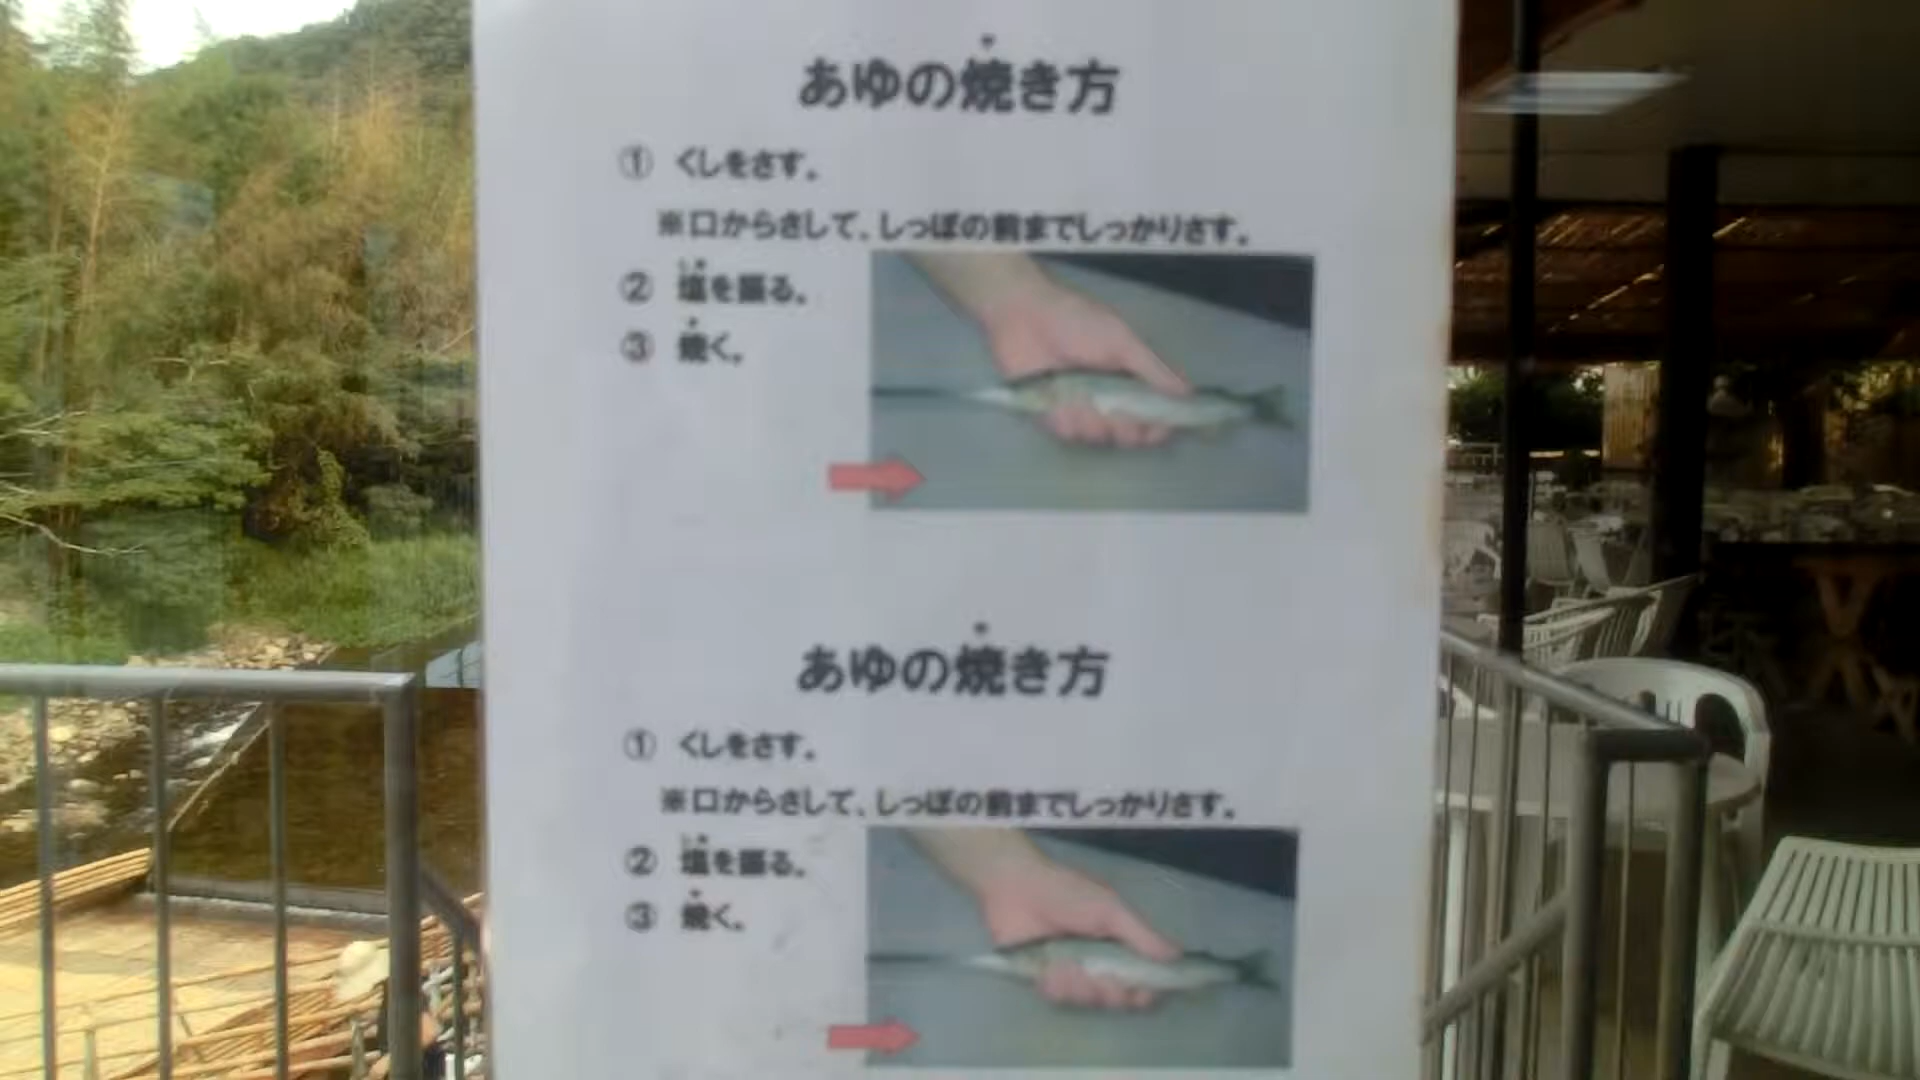 あゆの焼き方
① くしをさす。
※口からさして、しっぽの前までしっかりさす。
② 塩を振る。
③ 焼く。
あゆの焼き方
① くしをさす。
※口からさして、しっぽの前までしっかりさす。
② 塩を振る。
③ 焼く。